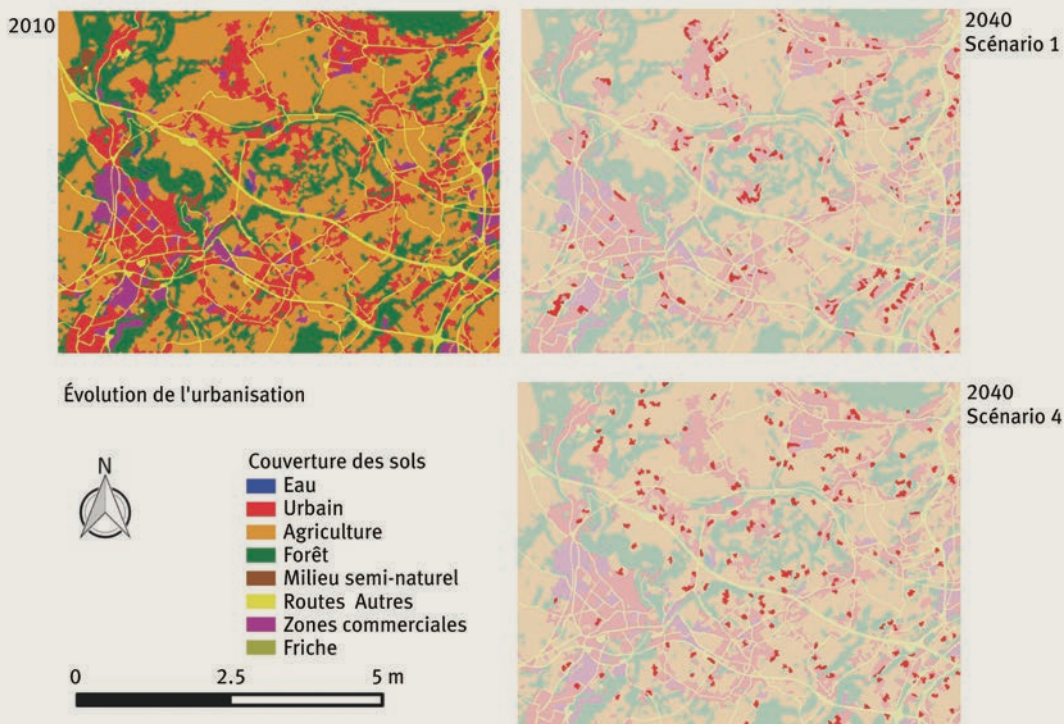 2010
2040
Scénario 1
Évolution de l'urbanisation
N
Couverture des sols
Eau
Urbain
Agriculture
Forêt
Milieu semi-naturel
Routes Autres
Zones commerciales
Friche
0 2.5 5 m
2040
Scénario 4